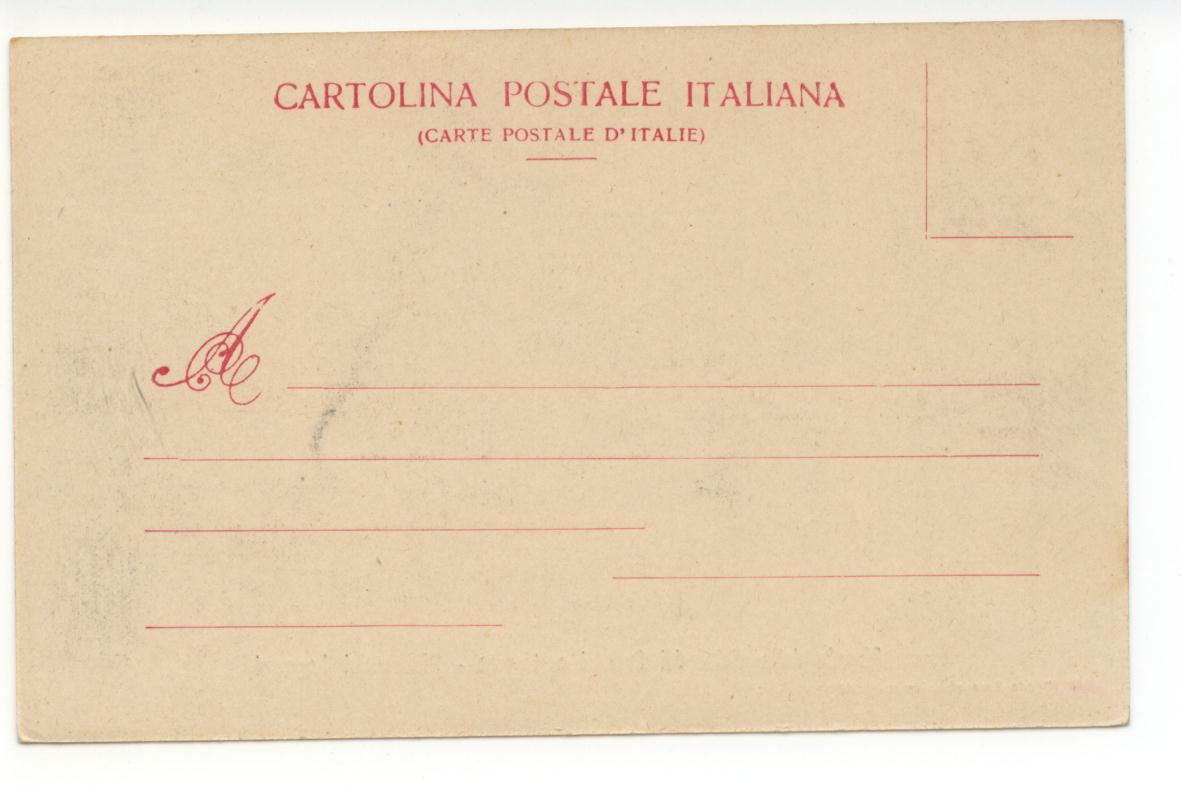 CARTOLINA POSTALE ITALIANA
(CARTE POSTALE D'ITALIE)
A